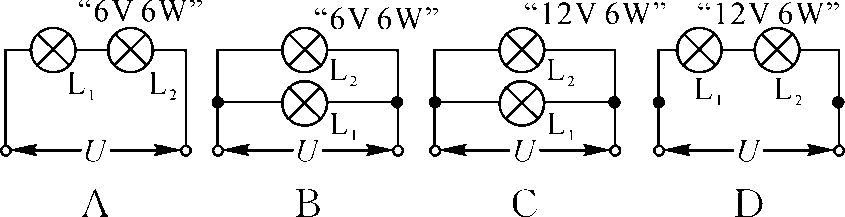 “6V 6W” “6V 6W” “12V 6W” “12V 6W”
L₁ L₂ L₂ L₂ L₁ L₂
L₁ L₁
U U U U
A B C D